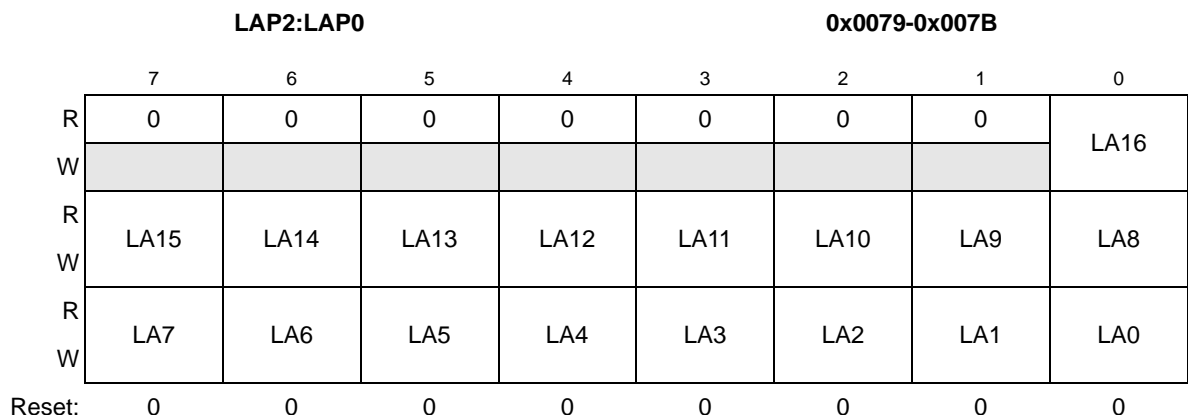 LAP2:LAP0 0x0079-0x007B
7 6 5 4 3 2 1 0
R 0 0 0 0 0 0 0 LA16
W
R LA15 LA14 LA13 LA12 LA11 LA10 LA9 LA8
W
R LA7 LA6 LA5 LA4 LA3 LA2 LA1 LA0
W
Reset: 0 0 0 0 0 0 0 0